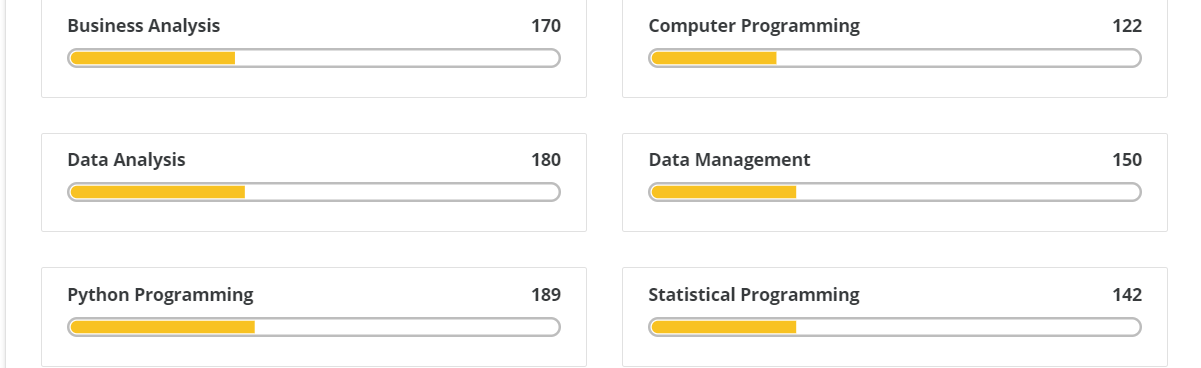 Business Analysis 170
Computer Programming 122
Data Analysis 180
Data Management 150
Python Programming 189
Statistical Programming 142